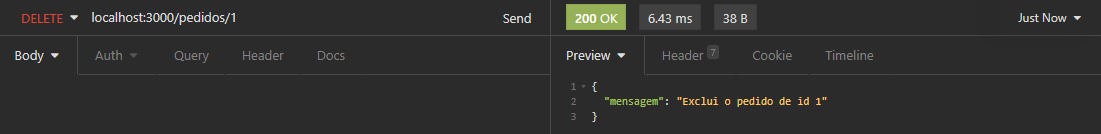 DELETE localhost:3000/pedidos/1 Send 200 OK 6.43 ms 38 B Just Now
Body Auth Query Header Docs Preview Header 7 Cookie Timeline
1 {
2 "mensagem": "Exclui o pedido de id 1"
3 }